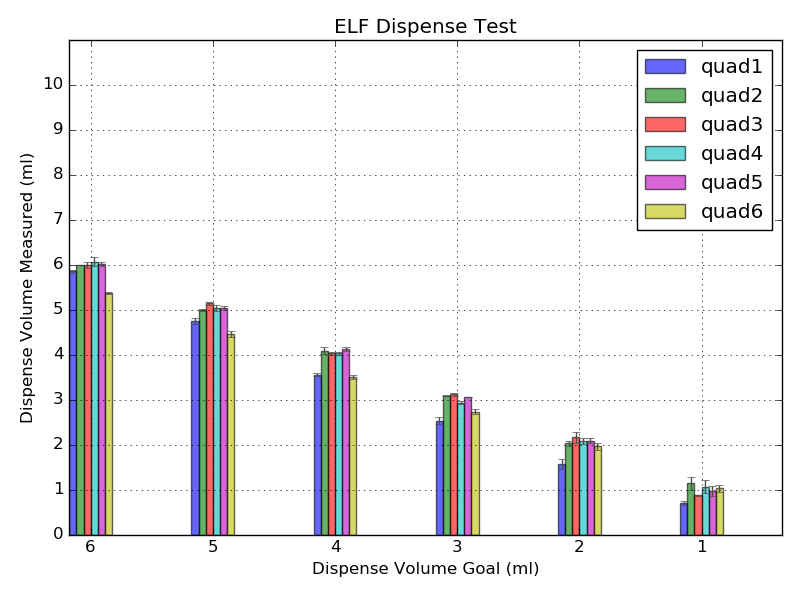 ELF Dispense Test
quad1
quad2
quad3
quad4
quad5
quad6
Dispense Volume Measured (ml)
10
9
8
7
6
5
4
3
2
1
0
6 5 4 3 2 1
Dispense Volume Goal (ml)